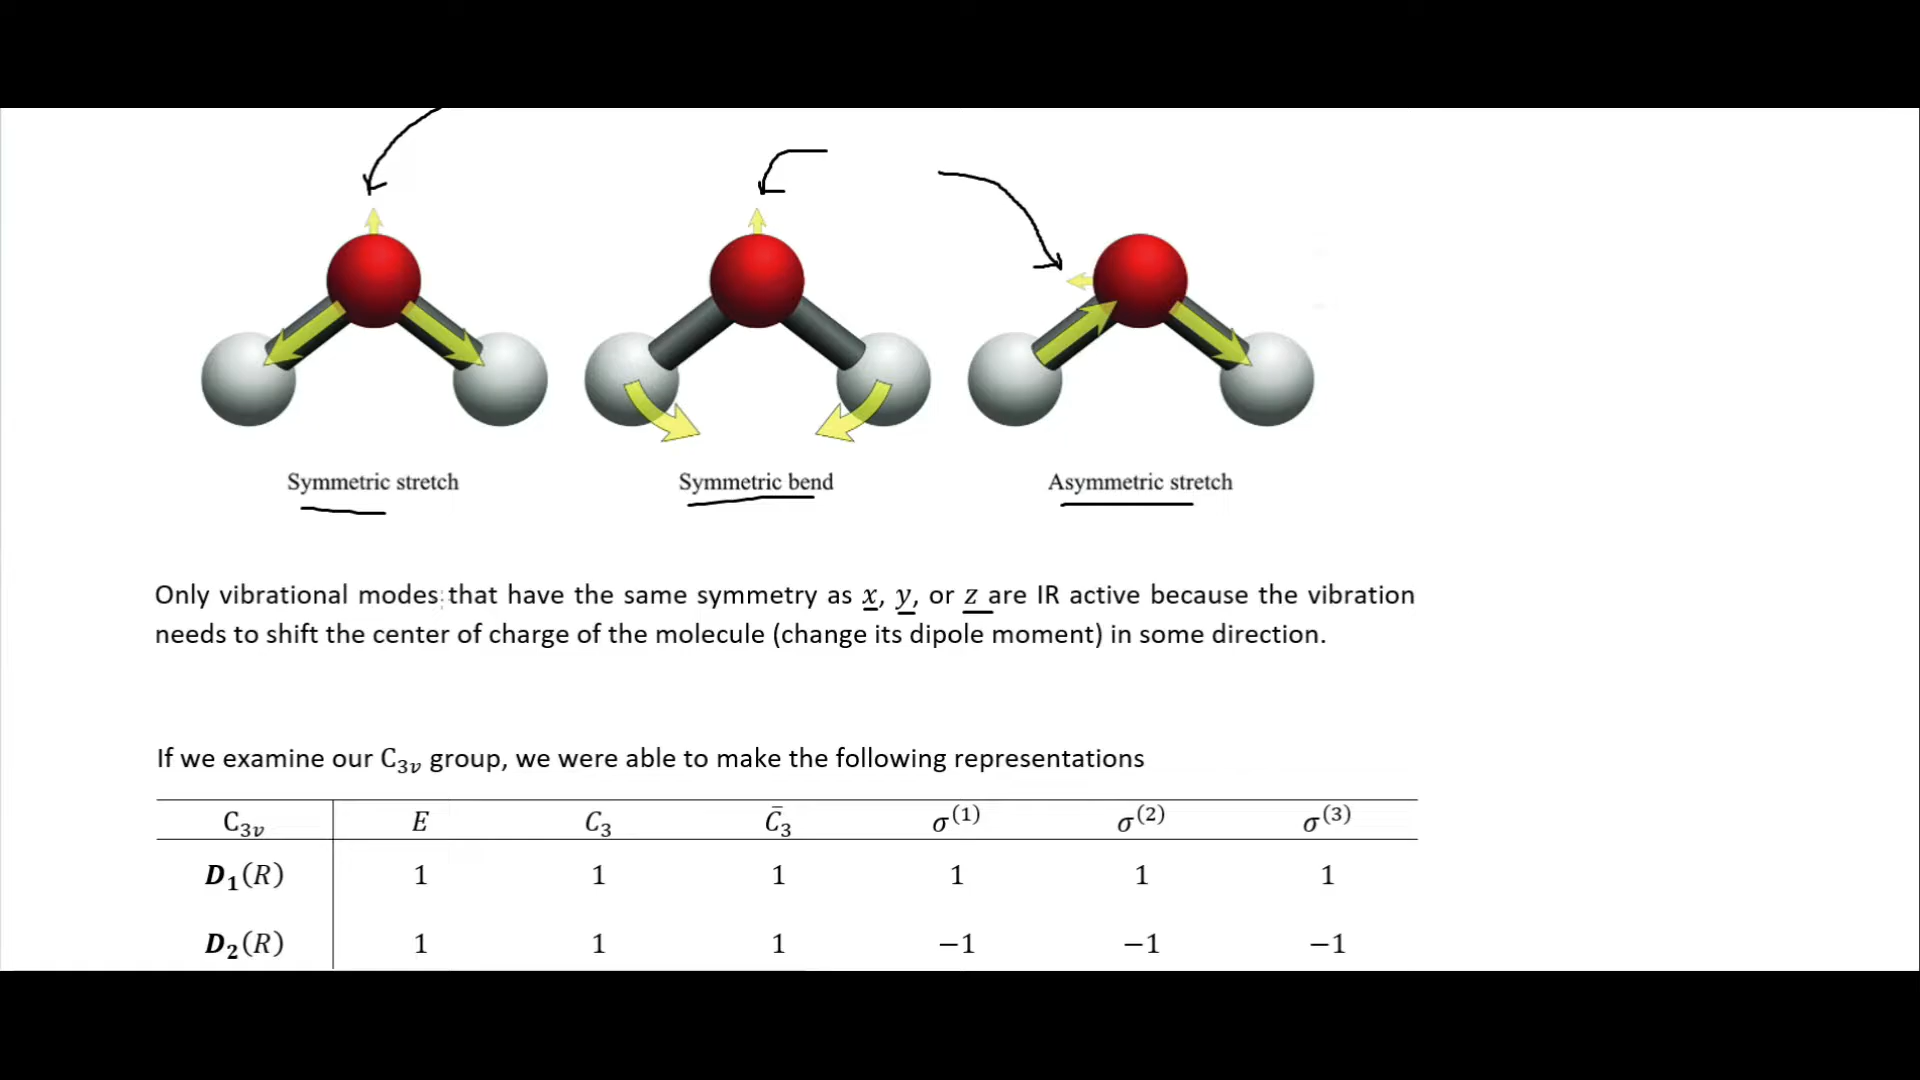 Symmetric stretch Symmetric bend Asymmetric stretch
Only vibrational modes that have the same symmetry as x, y, or z are IR active because the vibration
needs to shift the center of charge of the molecule (change its dipole moment) in some direction.
If we examine our C₃ᵥ group, we were able to make the following representations
C₃ᵥ E C₃ C̄₃ σ⁽¹⁾ σ⁽²⁾ σ⁽³⁾
D₁(R) 1 1 1 1 1 1
D₂(R) 1 1 1 −1 −1 −1